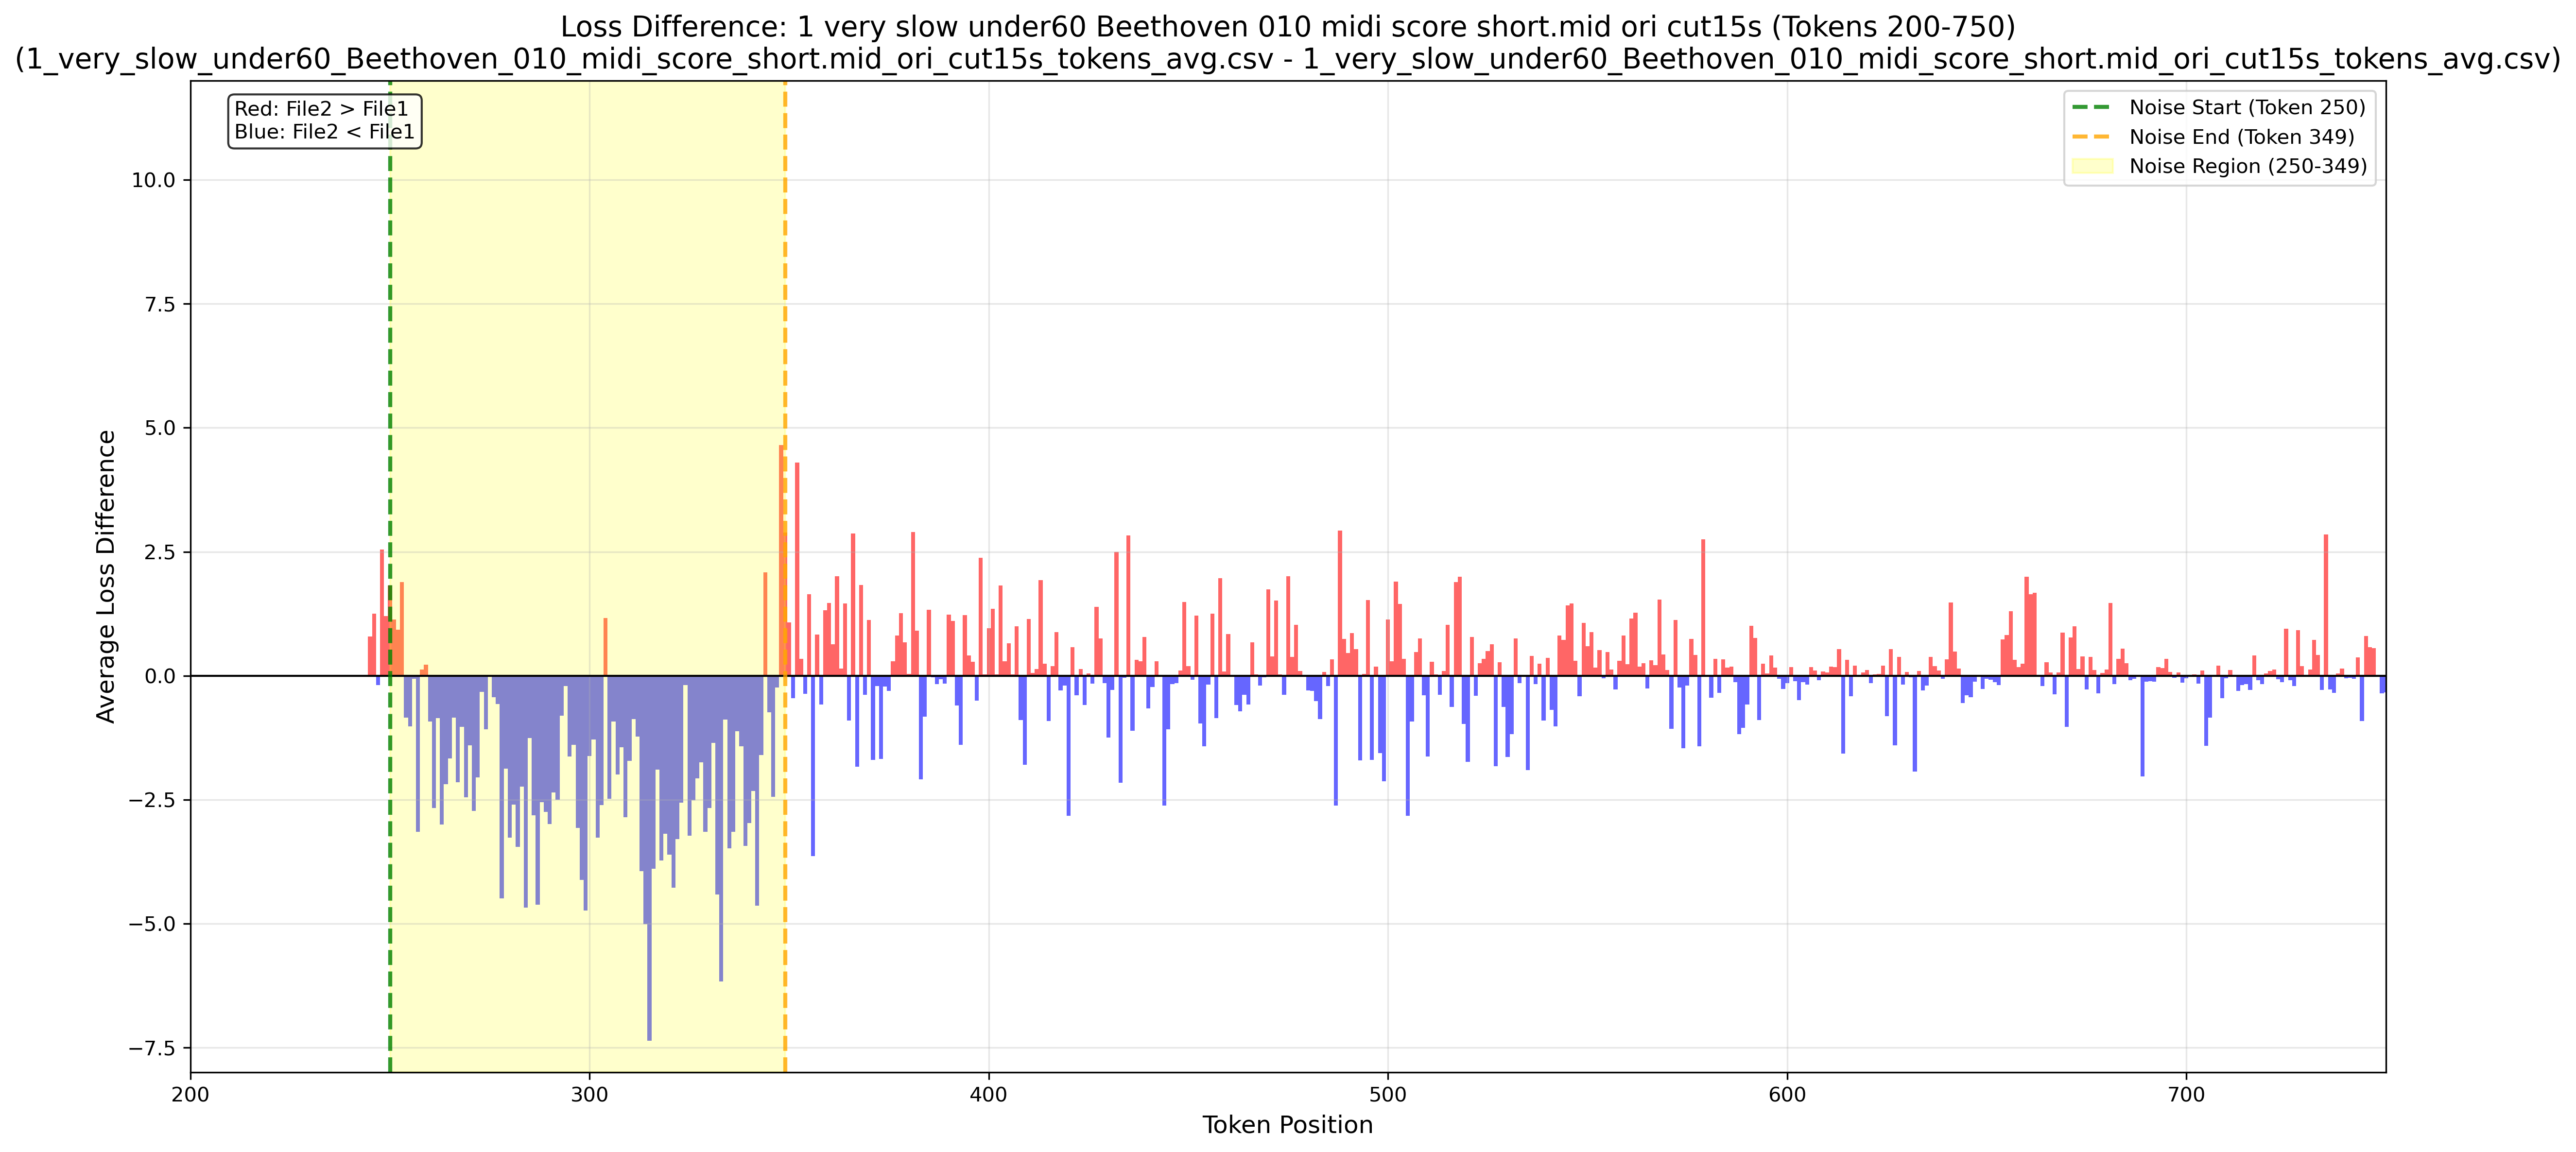 Loss Difference: 1 very slow under60 Beethoven 010 midi score short.mid ori cut15s (Tokens 200-750)
(1_very_slow_under60_Beethoven_010_midi_score_short.mid_ori_cut15s_tokens_avg.csv - 1_very_slow_under60_Beethoven_010_midi_score_short.mid_ori_cut15s_tokens_avg.csv)
Red: File2 > File1
Blue: File2 < File1
Noise Start (Token 250)
Noise End (Token 349)
Noise Region (250-349)
Average Loss Difference
10.0
7.5
5.0
2.5
0.0
−2.5
−5.0
−7.5
200 300 400 500 600 700
Token Position